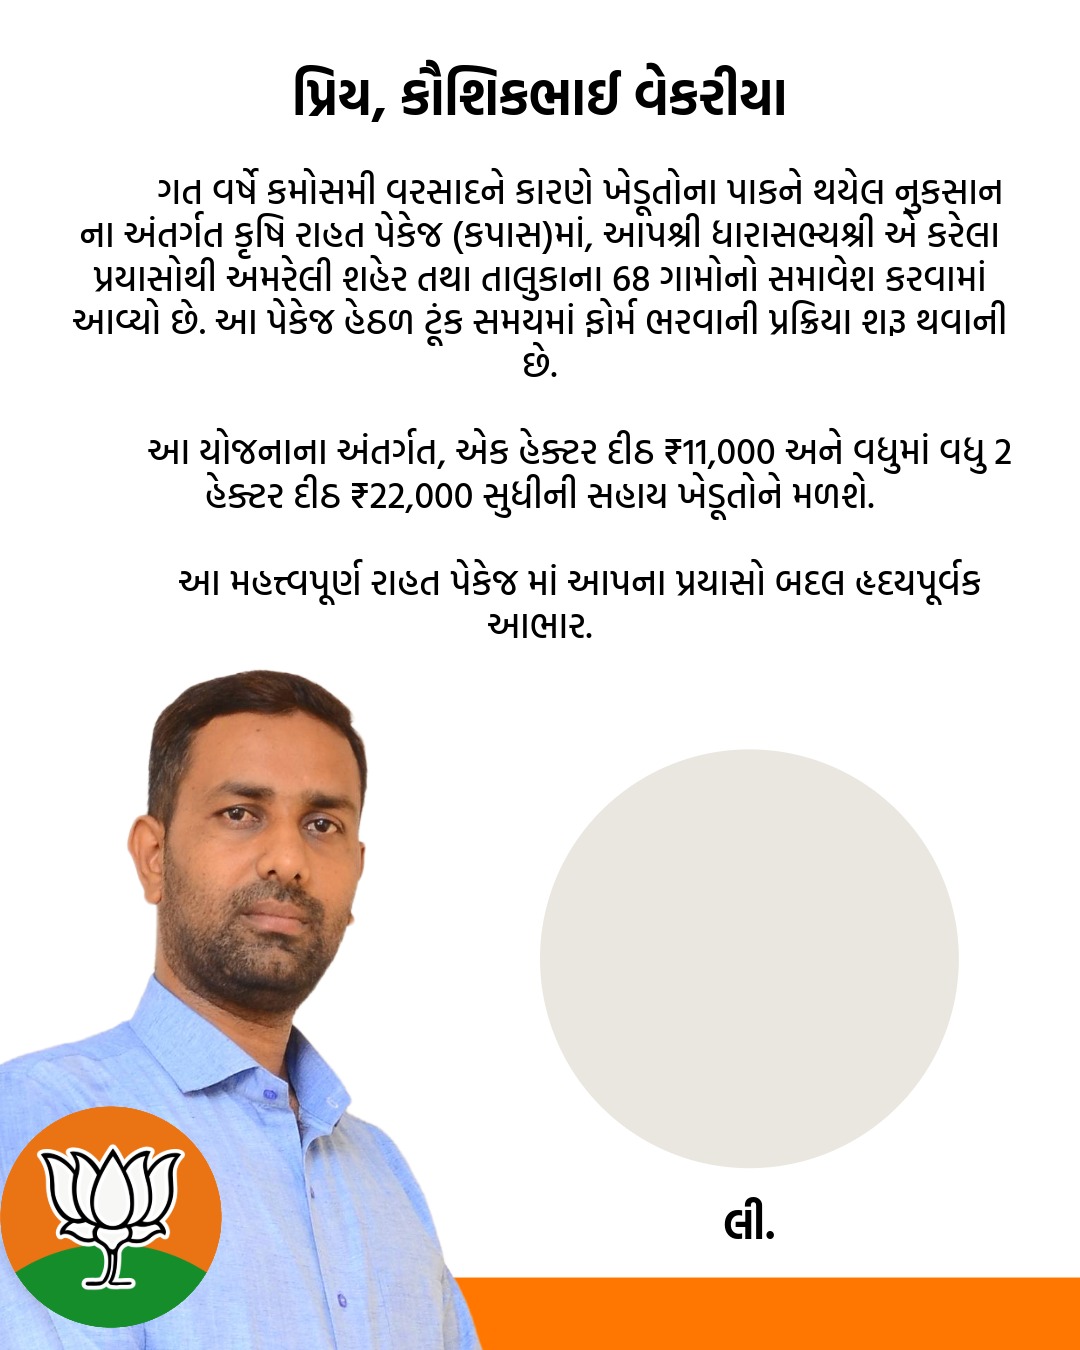 પ્રિય, કૌશિકભાઈ વેકરીયા
ગત વર્ષે કમોસમી વરસાદને કારણે ખેડૂતોના પાકને થયેલ નુકસાન
ના અંતર્ગત કૃષિ રાહત પેકેજ (કપાસ)માં, આપશ્રી ધારાસભ્યશ્રી એ કરેલા
પ્રયાસોથી અમરેલી શહેર તથા તાલુકાના 68 ગામોનો સમાવેશ કરવામાં
આવ્યો છે. આ પેકેજ હેઠળ ટૂંક સમયમાં ફોર્મ ભરવાની પ્રક્રિયા શરૂ થવાની
છે.
આ યોજનાના અંતર્ગત, એક હેક્ટર દીઠ ₹11,000 અને વધુમાં વધુ 2
હેક્ટર દીઠ ₹22,000 સુધીની સહાય ખેડૂતોને મળશે.
આ મહત્ત્વપૂર્ણ રાહત પેકેજ માં આપના પ્રયાસો બદલ હૃદયપૂર્વક
આભાર.
લી.